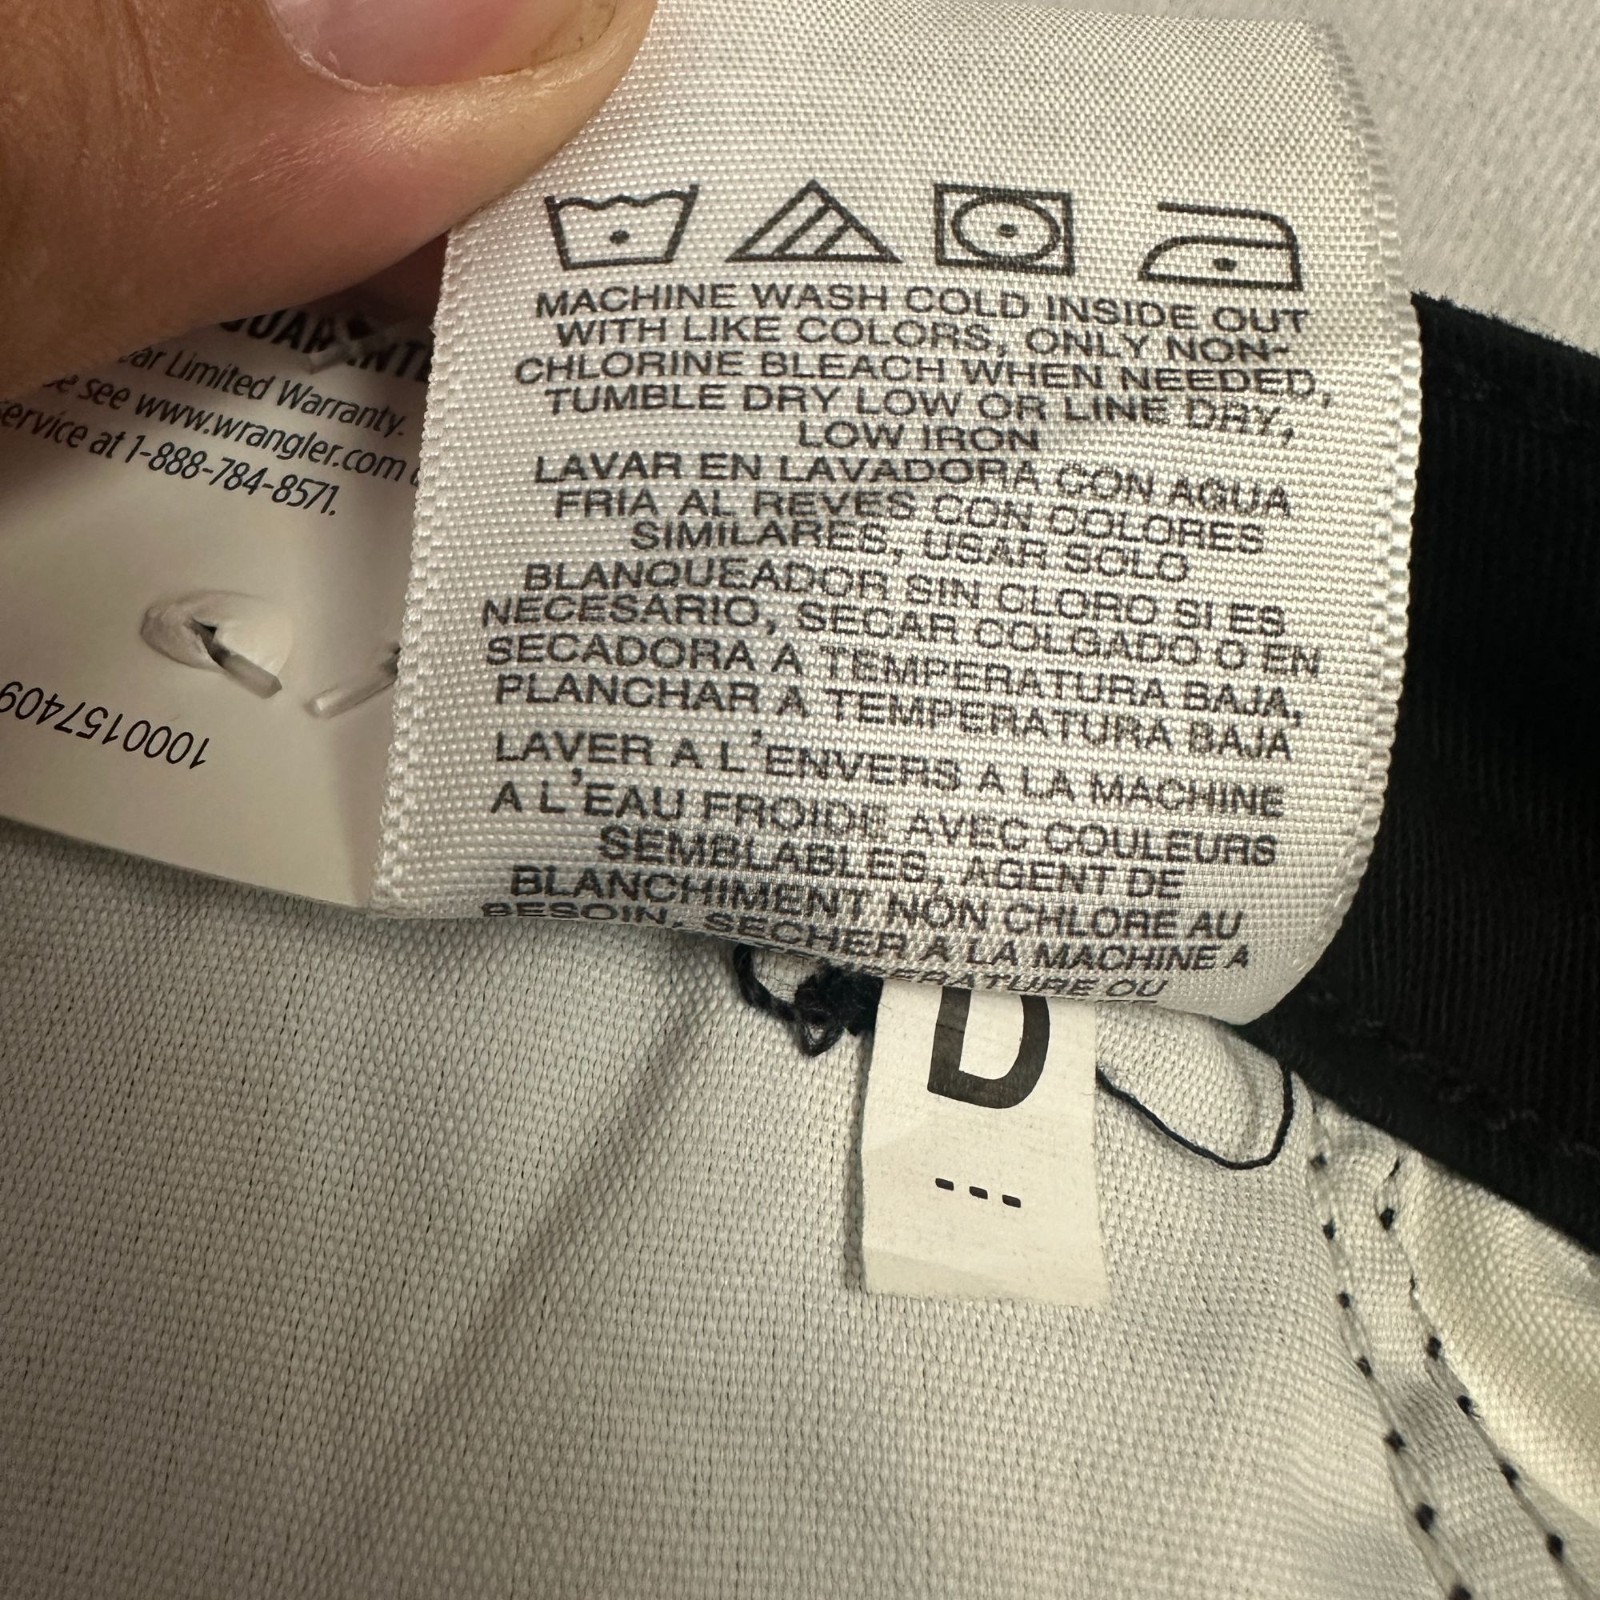 MACHINE WASH COLD INSIDE OUT
WITH LIKE COLORS, ONLY NON-
CHLORINE BLEACH WHEN NEEDED,
TUMBLE DRY LOW OR LINE DRY,
LOW IRON
LAVAR EN LAVADORA CON AGUA
FRIA AL REVES CON COLORES
SIMILARES, USAR SOLO
BLANQUEADOR SIN CLORO SI ES
NECESARIO, SECAR COLGADO O EN
SECADORA A TEMPERATURA BAJA,
PLANCHAR A TEMPERATURA BAJA
LAVER A L'ENVERS A LA MACHINE
A L'EAU FROIDE AVEC COULEURS
SEMBLABLES, AGENT DE
BLANCHIMENT NON CHLORE AU
BESOIN, SECHER A LA MACHINE A
OU
Limited Warranty.
see www.wrangler.com
at 1-888-784-8571.
1000157409
D
---